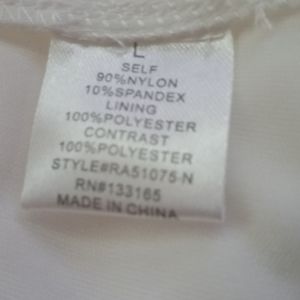 L
SELF
90%NYLON
10%SPANDEX
LINING
100%POLYESTER
CONTRAST
100%POLYESTER
STYLE#RA51075-N
RN#133165
MADE IN CHINA